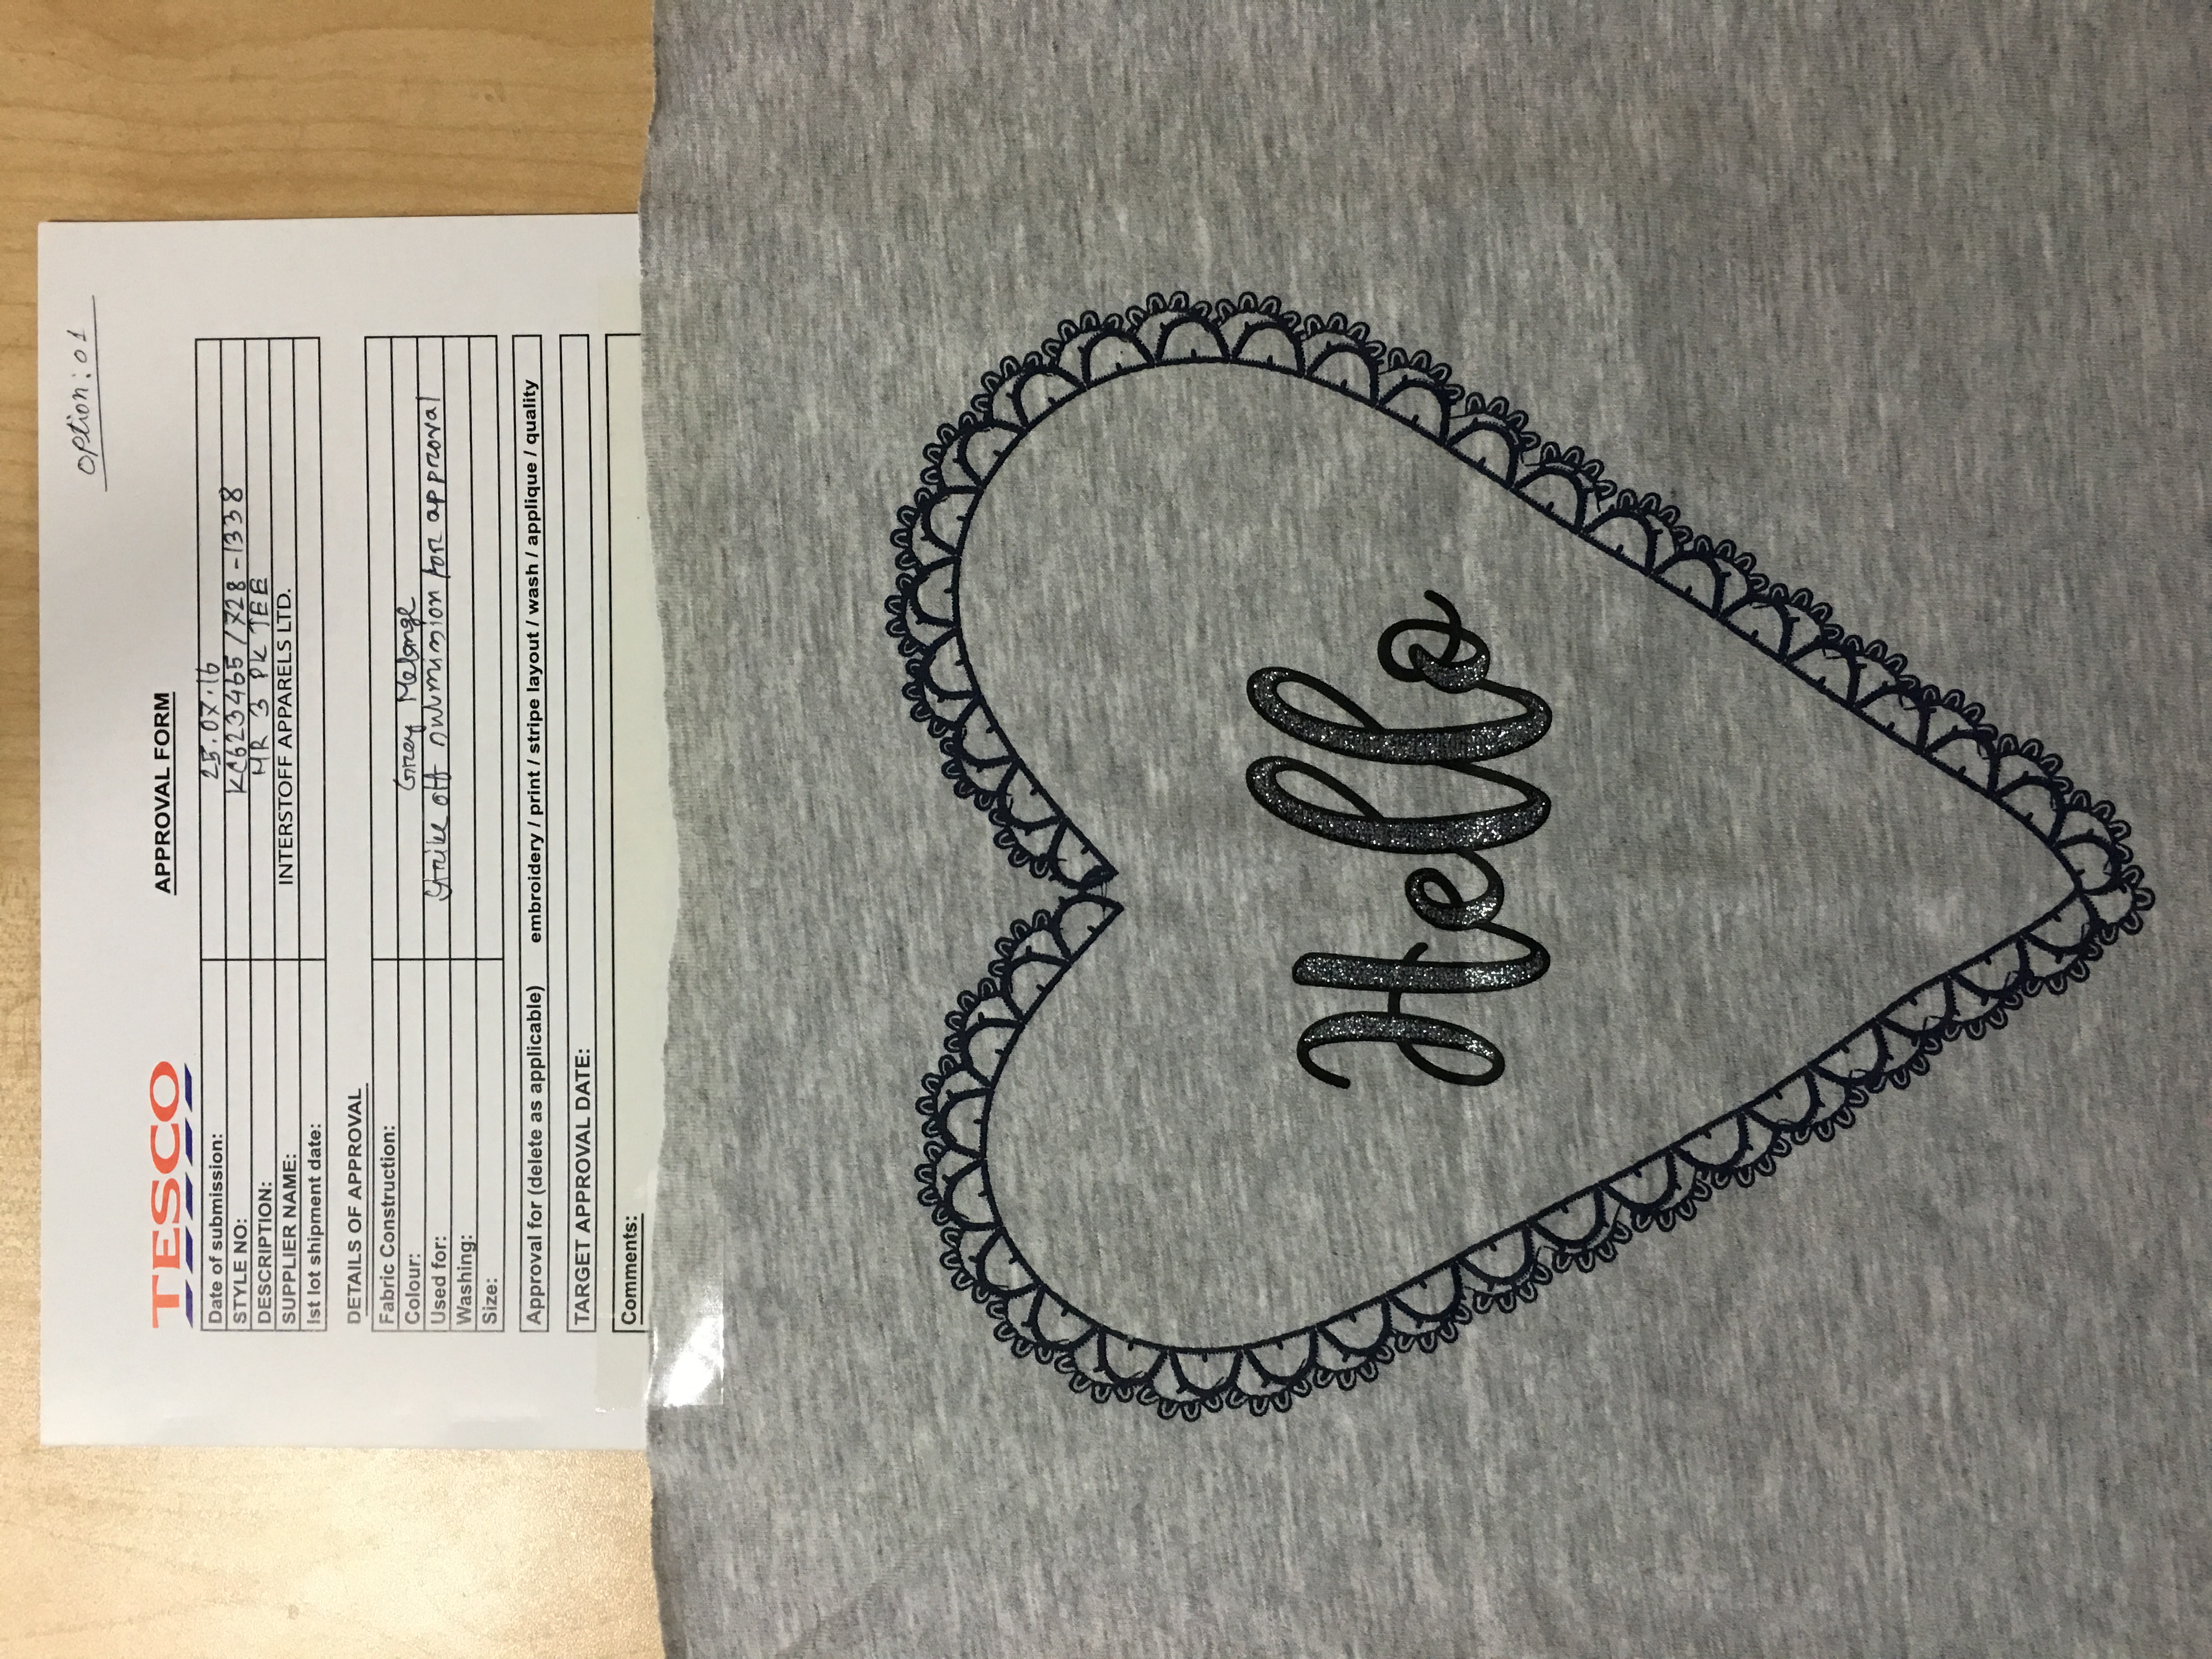 Option: 01
TESCO
APPROVAL FORM
Date of submission: 25.07.16
STYLE NO: KC623465 / 728-1338
DESCRIPTION: MR 3 PK TEE
SUPPLIER NAME: INTERSTOFF APPARELS LTD.
Ist lot shipment date:
DETAILS OF APPROVAL
Fabric Construction:
Colour: Grey Melange
Used for: Strike off submission for approval
Washing:
Size:
Approval for (delete as applicable) embroidery / print / stripe layout / wash / applique / quality
TARGET APPROVAL DATE:
Comments:
Hello